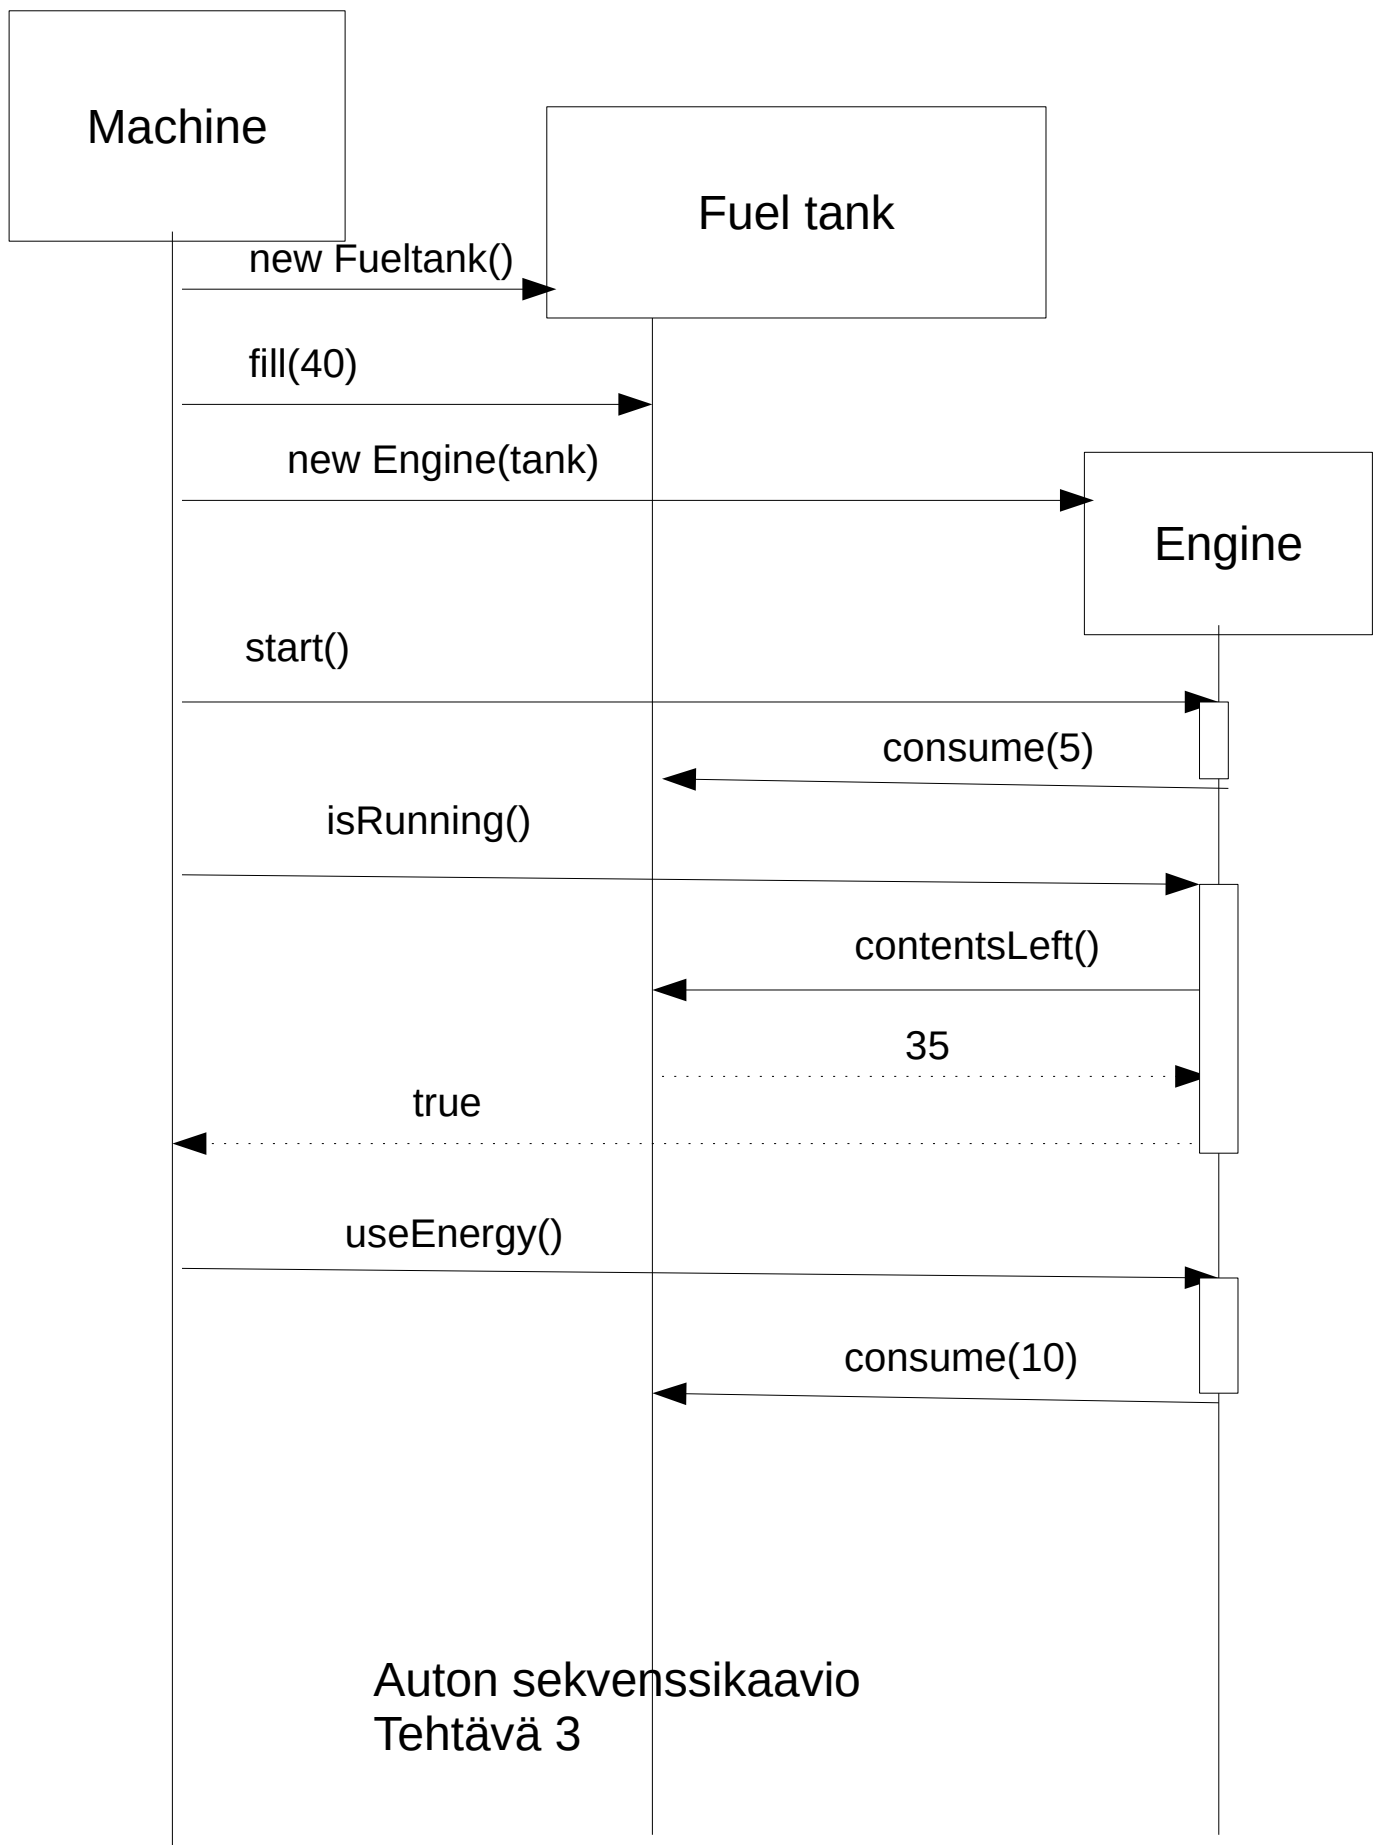 Machine
Fuel tank
new Fueltank()
fill(40)
new Engine(tank)
Engine
start()
consume(5)
isRunning()
contentsLeft()
35
true
useEnergy()
consume(10)
Auton sekvenssikaavio
Tehtävä 3